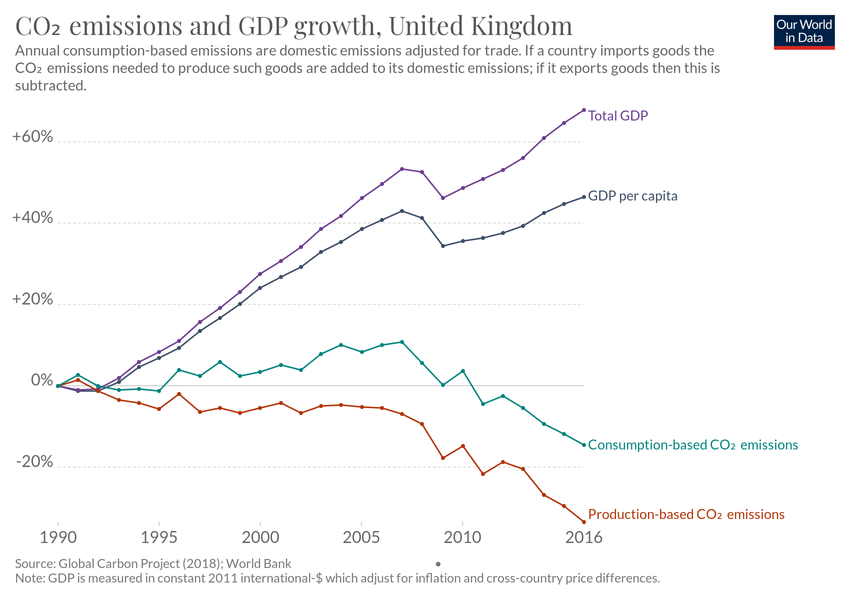 CO₂ emissions and GDP growth, United Kingdom
Our World
in Data
Annual consumption-based emissions are domestic emissions adjusted for trade. If a country imports goods the
CO₂ emissions needed to produce such goods are added to its domestic emissions; if it exports goods then this is
subtracted.
+60%
+40%
+20%
0%
-20%
Total GDP
GDP per capita
Consumption-based CO₂ emissions
Production-based CO₂ emissions
1990
1995
2000
2005
2010
2016
Source: Global Carbon Project (2018); World Bank
Note: GDP is measured in constant 2011 international-$ which adjust for inflation and cross-country price differences.